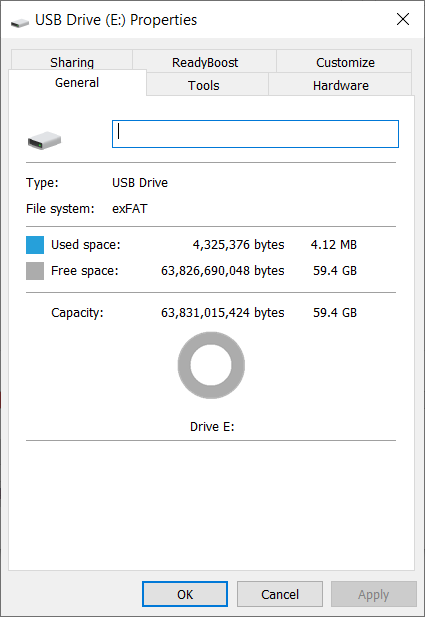 USB Drive (E:) Properties
Sharing ReadyBoost Customize
General Tools Hardware
Type: USB Drive
File system: exFAT
Used space: 4,325,376 bytes 4.12 MB
Free space: 63,826,690,048 bytes 59.4 GB
Capacity: 63,831,015,424 bytes 59.4 GB
Drive E:
OK Cancel Apply